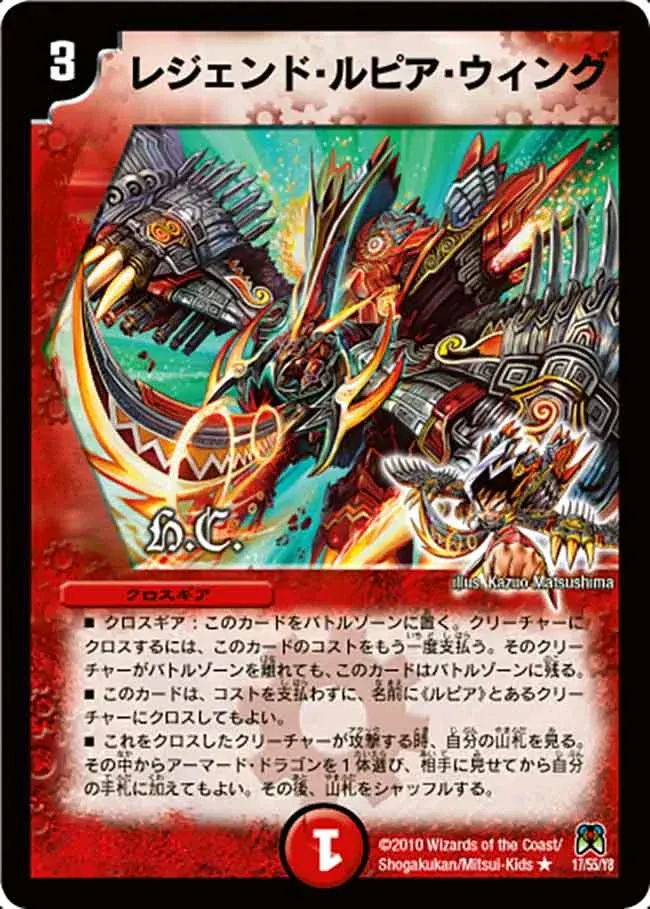 3
レジェンド・ルピア・ウィング
H.C.
illus. Kazuo Matsushima
クロスギア
■ クロスギア：このカードをバトルゾーンに置く。クリーチャーに
クロスするには、このカードのコストをもう一度支払う。そのクリー
チャーがバトルゾーンを離れても、このカードはバトルゾーンに残る。
■ このカードは、コストを支払わずに、名前に《ルピア》とあるクリー
チャーにクロスしてもよい。
■ これをクロスしたクリーチャーが攻撃する時、自分の山札を見る。
その中からアーマード・ドラゴンを1体選び、相手に見せてから自分
の手札に加えてもよい。その後、山札をシャッフルする。
1
©2010 Wizards of the Coast/
Shogakukan/Mitsui-Kids ★
17/55/Y8